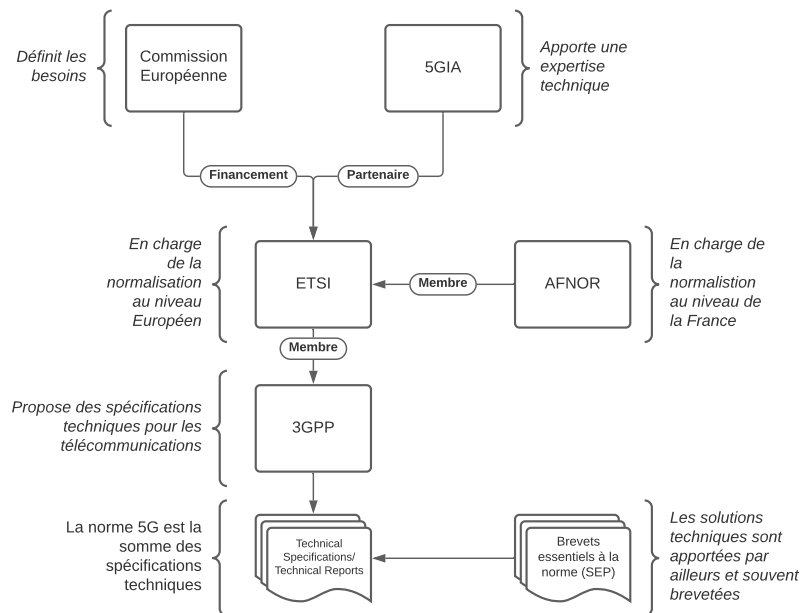 Définit les
besoins
Commission
Européenne
5GIA
Apporte une
expertise
technique
Financement
Partenaire
En charge
de la
normalisation
au niveau
Européen
ETSI
Membre
AFNOR
En charge de
la
normalistion
au niveau de
la France
Membre
Propose des spécifications
techniques pour les
télécommunications
3GPP
La norme 5G est la
somme des
spécifications
techniques
Technical
Specifications/
Technical Reports
Brevets
essentiels à la
norme (SEP)
Les solutions
techniques sont
apportées par
ailleurs et souvent
brevetées